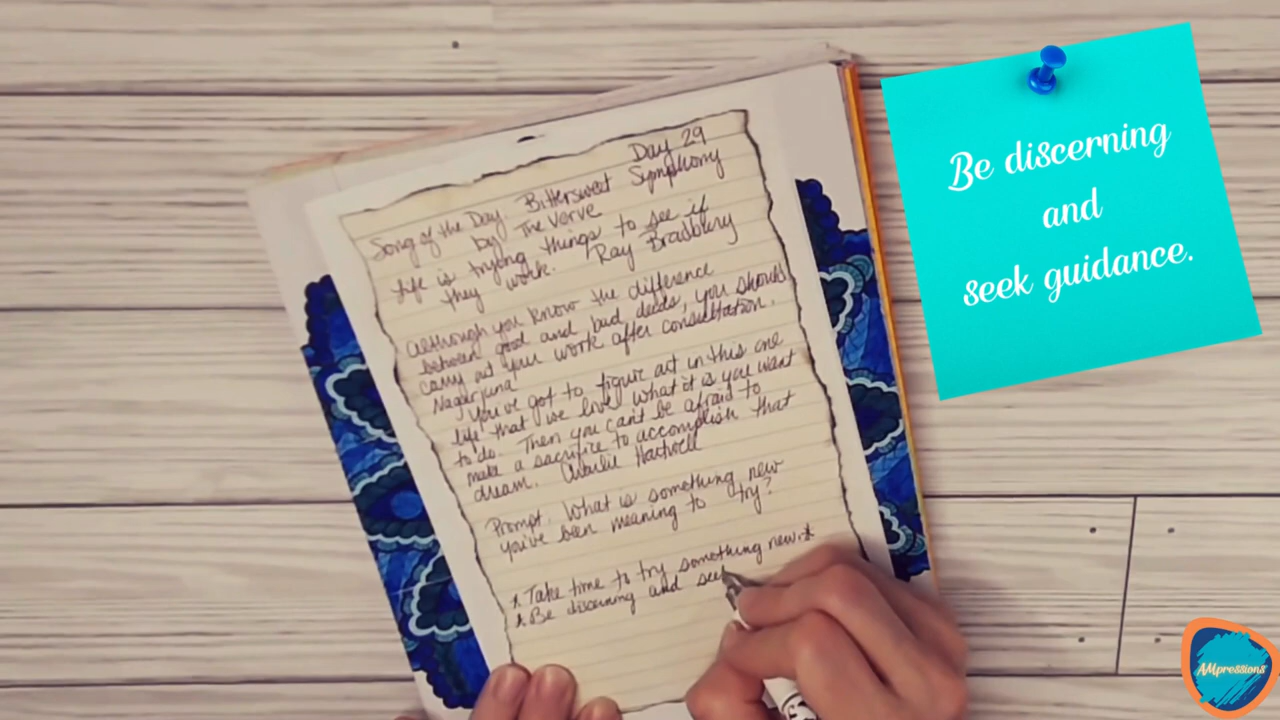 Day 29
Song of the Day: Bittersweet Symphony
by The Verve
Life is trying things to see if
they work. Ray Bradbury
Although you know the difference
between good and bad deeds, you should
carry out your work after consultation.
Nagarjuna
You've got to figure out in this one
life that we live what it is you want
to do. Then you can't be afraid to
make a sacrifice to accomplish that
dream. Charlie Hartwell
Prompt. What is something new
you've been meaning to try?
* Take time to try something new. *
* Be discerning and see
Be discerning
and
seek guidance.
AMpressions